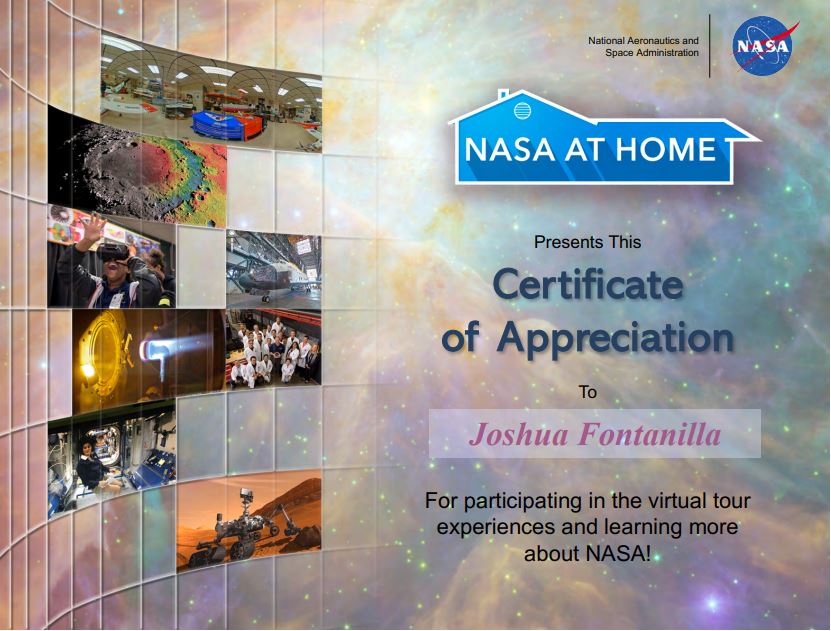 National Aeronautics and
Space Administration
NASA
NASA AT HOME
Presents This
Certificate
of Appreciation
To
Joshua Fontanilla
For participating in the virtual tour
experiences and learning more
about NASA!